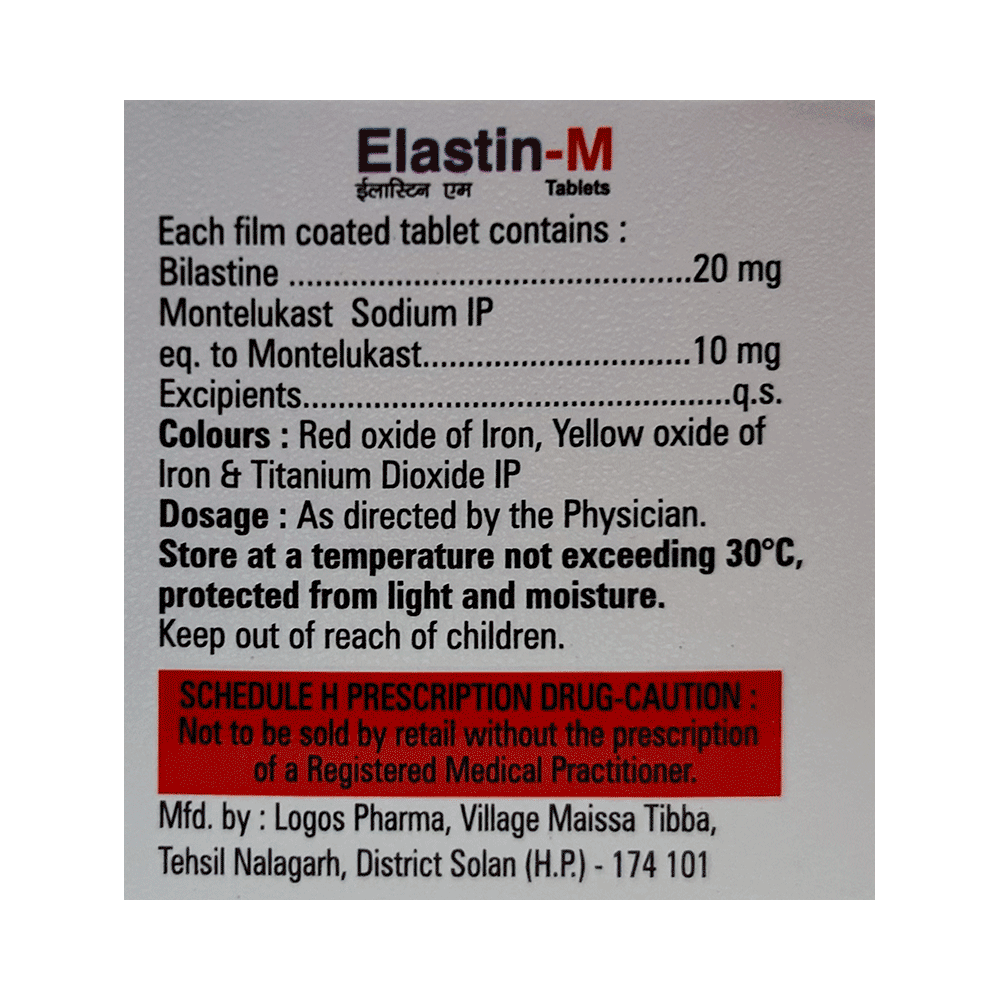 Elastin-M
ईलास्टिन एम Tablets
Each film coated tablet contains :
Bilastine ..............................................20 mg
Montelukast Sodium IP
eq. to Montelukast...............................10 mg
Excipients.................................................q.s.
Colours : Red oxide of Iron, Yellow oxide of
Iron & Titanium Dioxide IP
Dosage : As directed by the Physician.
Store at a temperature not exceeding 30°C,
protected from light and moisture.
Keep out of reach of children.
SCHEDULE H PRESCRIPTION DRUG-CAUTION :
Not to be sold by retail without the prescription
of a Registered Medical Practitioner.
Mfd. by : Logos Pharma, Village Maissa Tibba,
Tehsil Nalagarh, District Solan (H.P.) - 174 101